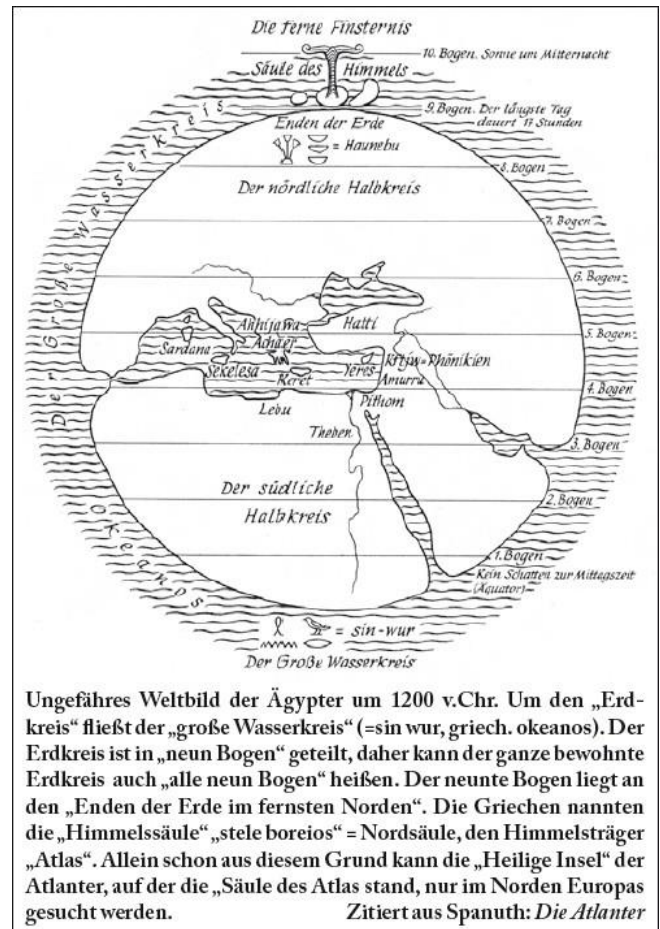 Die ferne Finsternis
10. Bogen. Sonne um Mitternacht
Säule des Himmels
9. Bogen. Der längste Tag
dauert 17 Stunden
Enden der Erde
= Haunebu
8. Bogen
Der nördliche Halbkreis
7. Bogen
6. Bogen
Der Große Wasserkreis
Ahhijawa
Hatti
5. Bogen
Achäer
Sardana
Sekelesa
Keret
Yeres
Kftjw=Phönikien
Amurru
4. Bogen
Lebu
Pithom
Theben
3. Bogen
Der südliche
Halbkreis
2. Bogen
1. Bogen
Kein Schatten zur Mittagszeit
(Äquator)
Okeanos
= sin-wur
Der Große Wasserkreis
Ungefähres Weltbild der Ägypter um 1200 v.Chr. Um den „Erd-
kreis“ fließt der „große Wasserkreis“ (=sin wur, griech. okeanos). Der
Erdkreis ist in „neun Bogen“ geteilt, daher kann der ganze bewohnte
Erdkreis auch „alle neun Bogen“ heißen. Der neunte Bogen liegt an
den „Enden der Erde im fernsten Norden“. Die Griechen nannten
die „Himmelssäule“ „stele boreios“ = Nordsäule, den Himmelsträger
„Atlas“. Allein schon aus diesem Grund kann die „Heilige Insel“ der
Atlanter, auf der die „Säule des Atlas stand, nur im Norden Europas
gesucht werden. Zitiert aus Spanuth: Die Atlanter